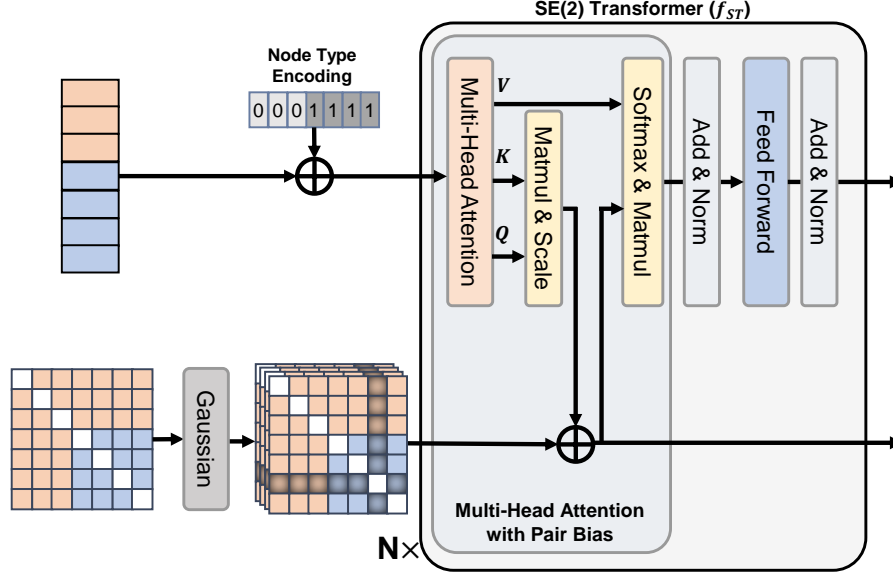 SE(2) Transformer (f_ST)
Node Type
Encoding
0 0 0 1 1 1 1
Multi-Head Attention
V
K
Q
Matmul & Scale
Softmax & Matmul
Add & Norm
Feed Forward
Add & Norm
Gaussian
Multi-Head Attention
with Pair Bias
N×